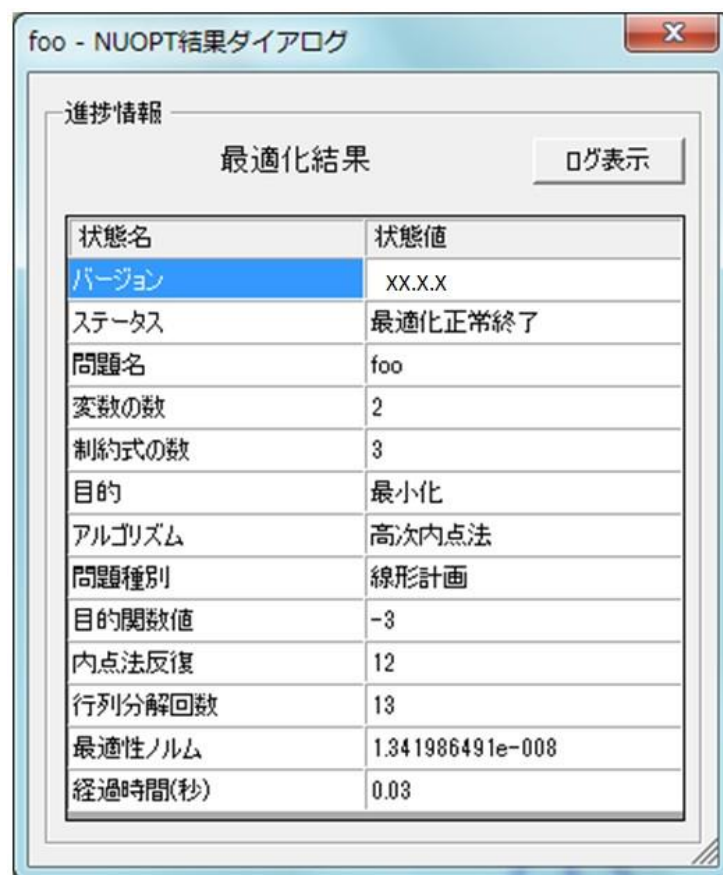 foo - NUOPT結果ダイアログ
進捗情報
最適化結果 ログ表示
状態名 状態値
バージョン XX.X.X
ステータス 最適化正常終了
問題名 foo
変数の数 2
制約式の数 3
目的 最小化
アルゴリズム 高次内点法
問題種別 線形計画
目的関数値 -3
内点法反復 12
行列分解回数 13
最適性ノルム 1.341986491e-008
経過時間(秒) 0.03